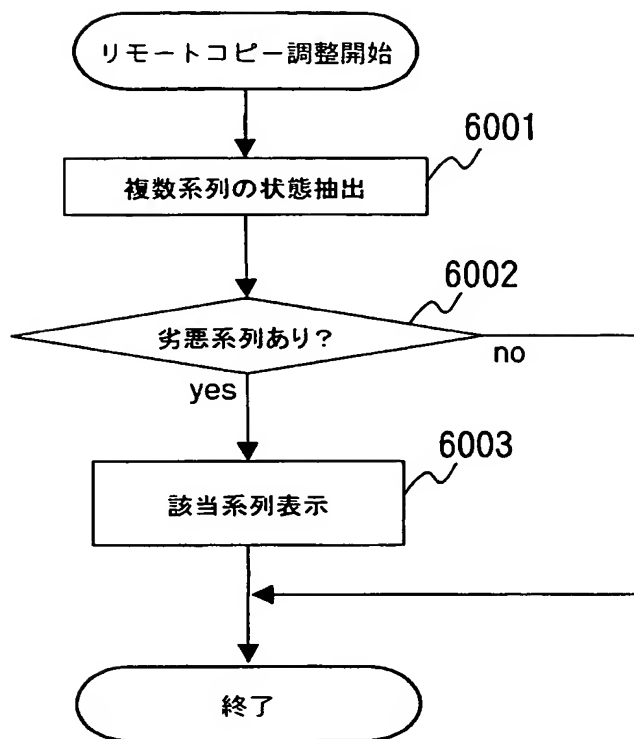 リモートコピー調整開始
6001
複数系列の状態抽出
6002
劣悪系列あり?
no
yes
6003
該当系列表示
終了